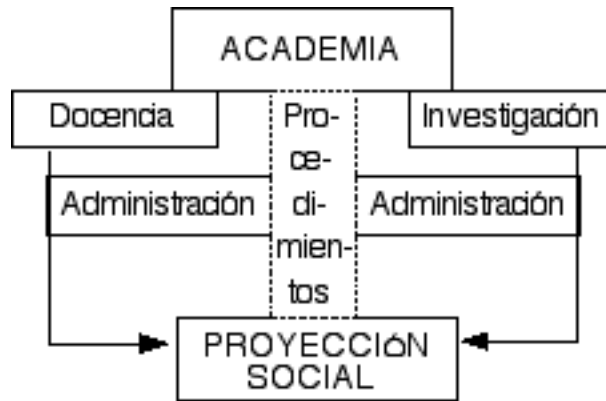 ACADEMIA
Docencia
Investigación
Pro-
ce-
di-
mien-
tos
Administración
Administración
PROYECCIóN
SOCIAL